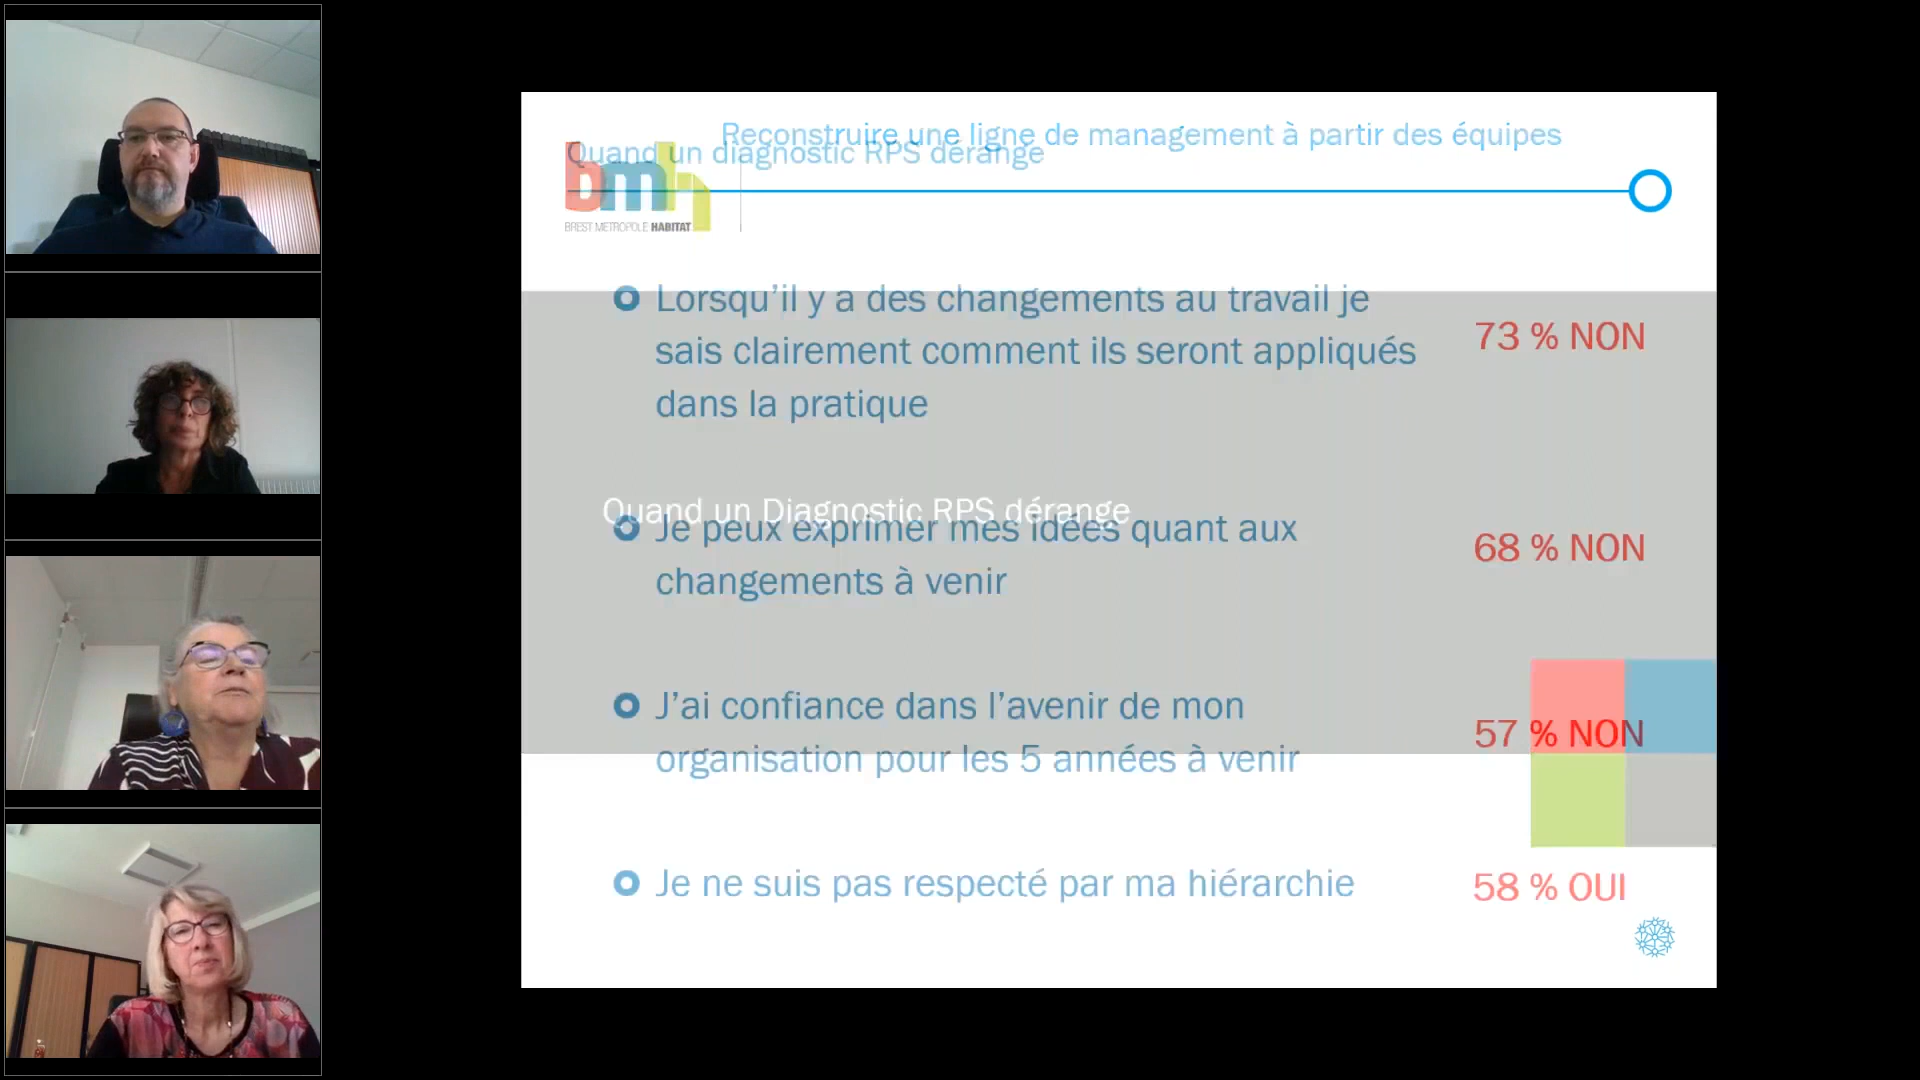 Reconstruire une ligne de management à partir des équipes
Quand un diagnostic RPS dérange
bmh
BREST METROPOLE HABITAT
Lorsqu'il y a des changements au travail je
sais clairement comment ils seront appliqués
dans la pratique
73 % NON
Quand un Diagnostic RPS dérange
Je peux exprimer mes idées quant aux
changements à venir
68 % NON
J'ai confiance dans l'avenir de mon
organisation pour les 5 années à venir
57 % NON
Je ne suis pas respecté par ma hiérarchie
58 % OUI